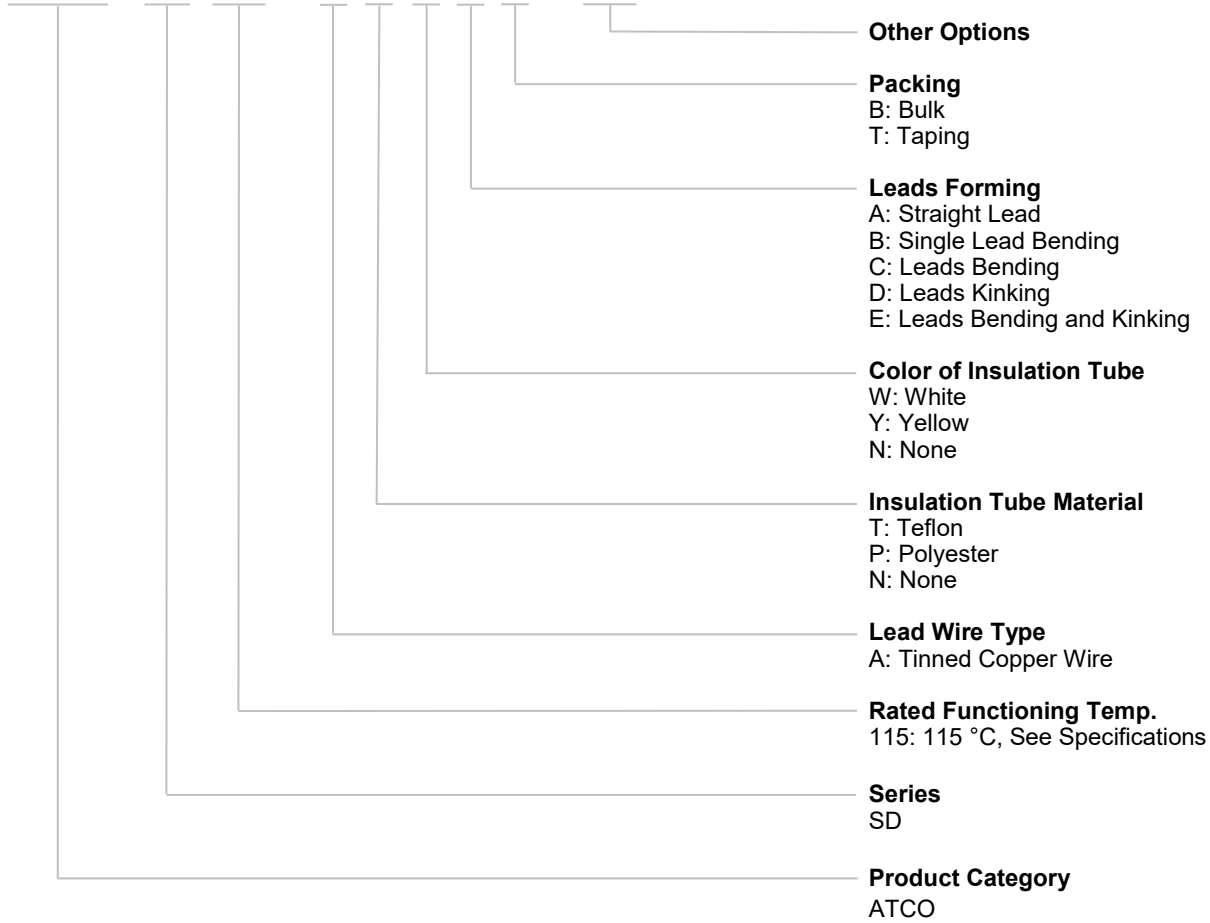 Other Options
Packing
B: Bulk
T: Taping
Leads Forming
A: Straight Lead
B: Single Lead Bending
C: Leads Bending
D: Leads Kinking
E: Leads Bending and Kinking
Color of Insulation Tube
W: White
Y: Yellow
N: None
Insulation Tube Material
T: Teflon
P: Polyester
N: None
Lead Wire Type
A: Tinned Copper Wire
Rated Functioning Temp.
115: 115 °C, See Specifications
Series
SD
Product Category
ATCO